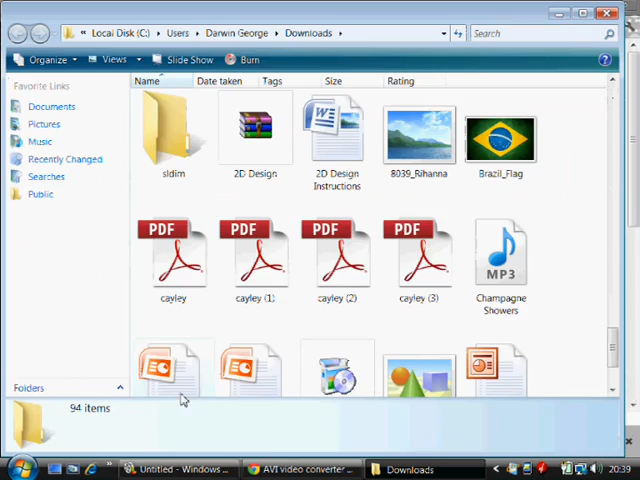 Local Disk (C:) Users Darwin George Downloads Search
Organize Views Slide Show Burn
Favorite Links
Documents
Pictures
Music
Recently Changed
Searches
Public
Folders
Name Date taken Tags Size Rating
sldim 2D Design 2D Design 8039_Rihanna Brazil_Flag
Instructions
PDF PDF PDF PDF
MP3
cayley cayley (1) cayley (2) cayley (3) Champagne
Showers
94 items
Untitled - Windows ... AVI video converter ... Downloads 20:39